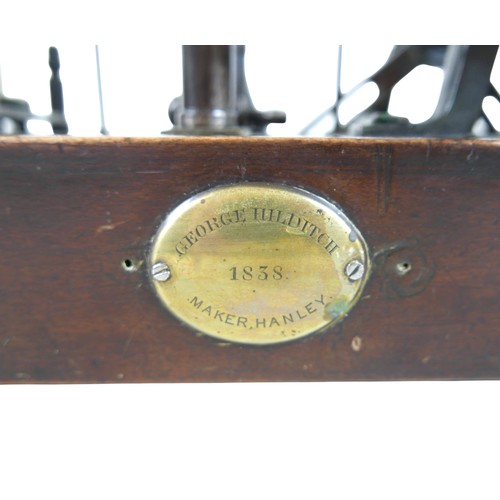 GEORGE HILDITCH
1838.
MAKER, HANLEY.